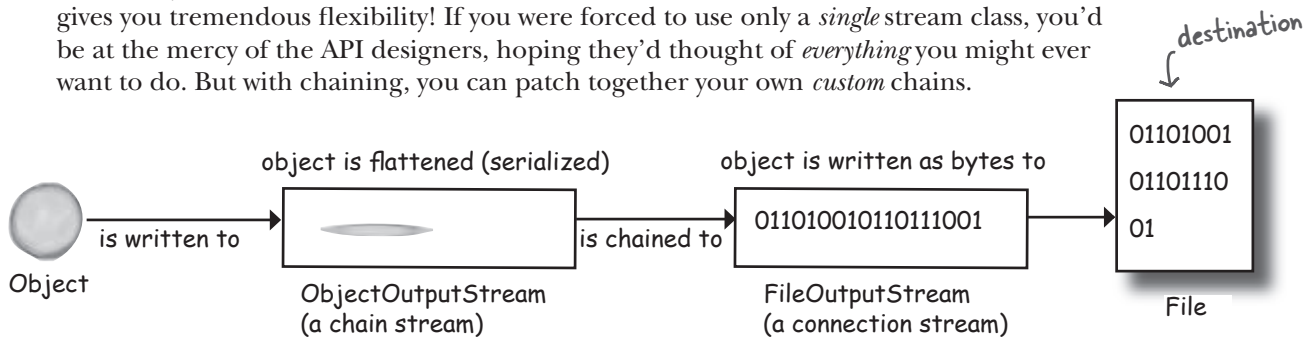 gives you tremendous flexibility! If you were forced to use only a single stream class, you’d
be at the mercy of the API designers, hoping they’d thought of everything you might ever
want to do. But with chaining, you can patch together your own custom chains.
destination
object is flattened (serialized)
object is written as bytes to
01101001
01101110
01
011010010110111001
is written to
is chained to
Object
ObjectOutputStream
(a chain stream)
FileOutputStream
(a connection stream)
File